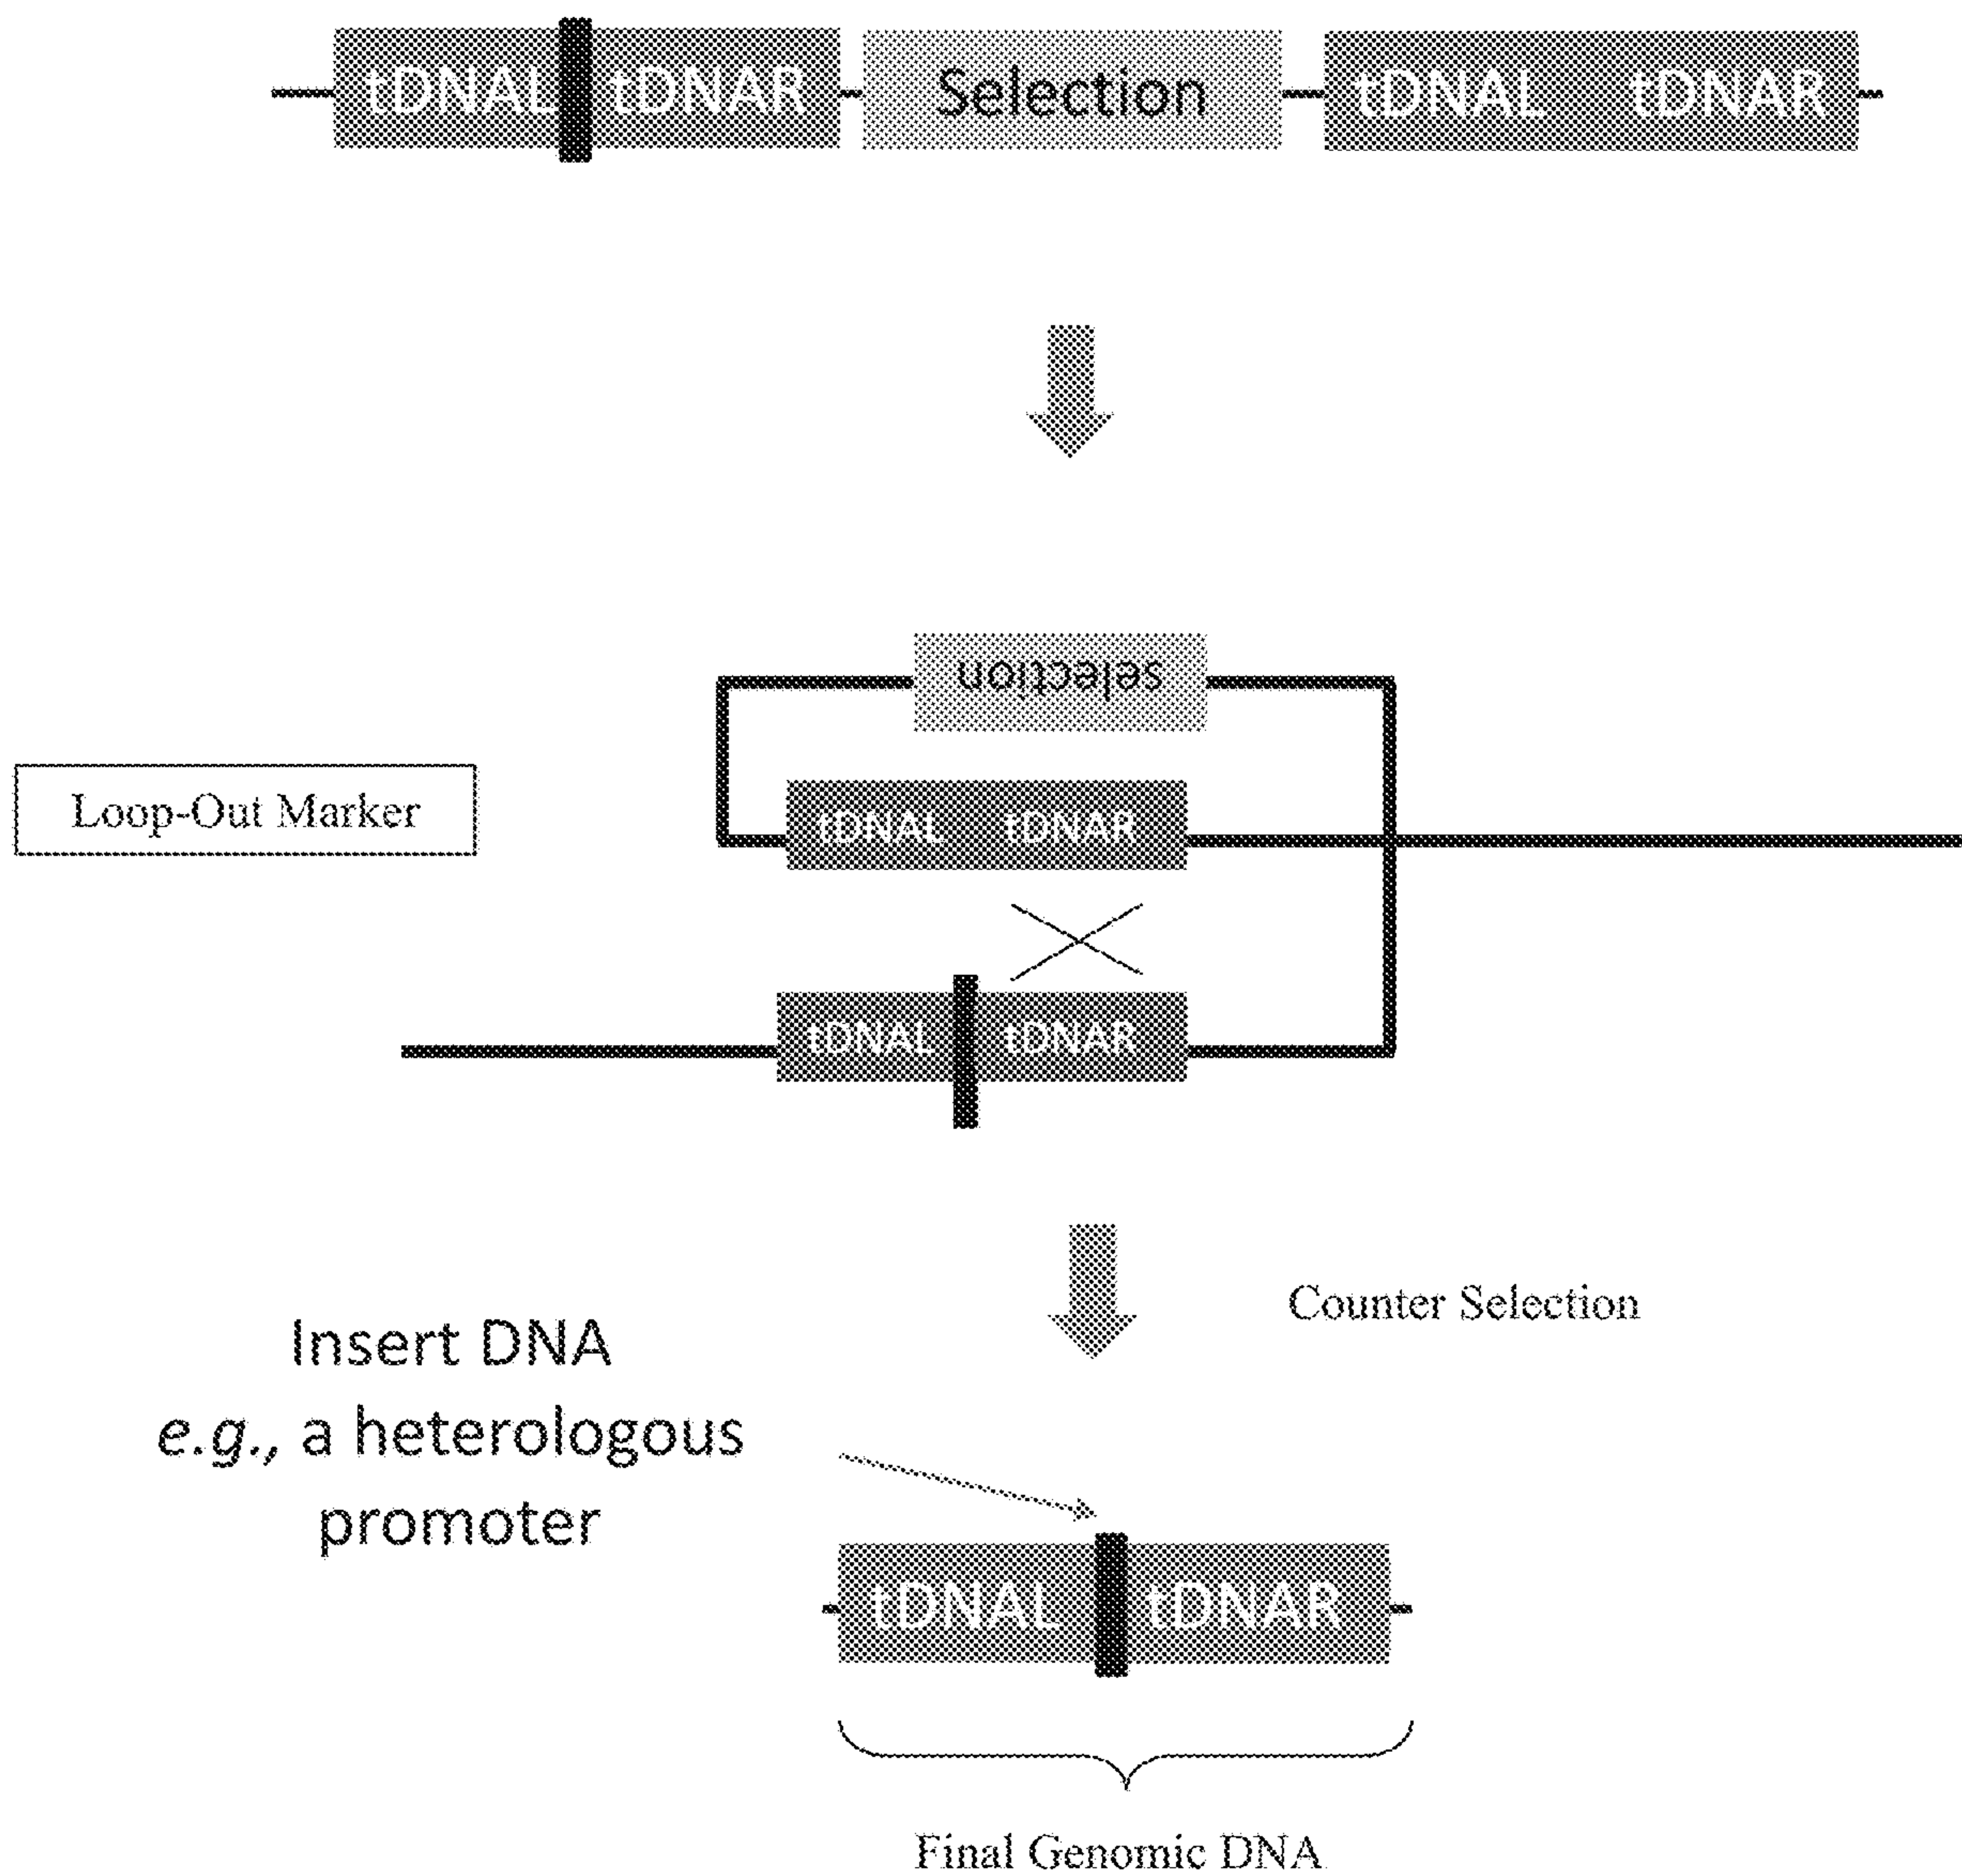 tDNAL tDNAR Selection tDNAL tDNAR
selection
Loop-Out Marker
tDNAL tDNAR
tDNAL tDNAR
Counter Selection
Insert DNA
e.g., a heterologous
promoter
tDNAL tDNAR
Final Genomic DNA